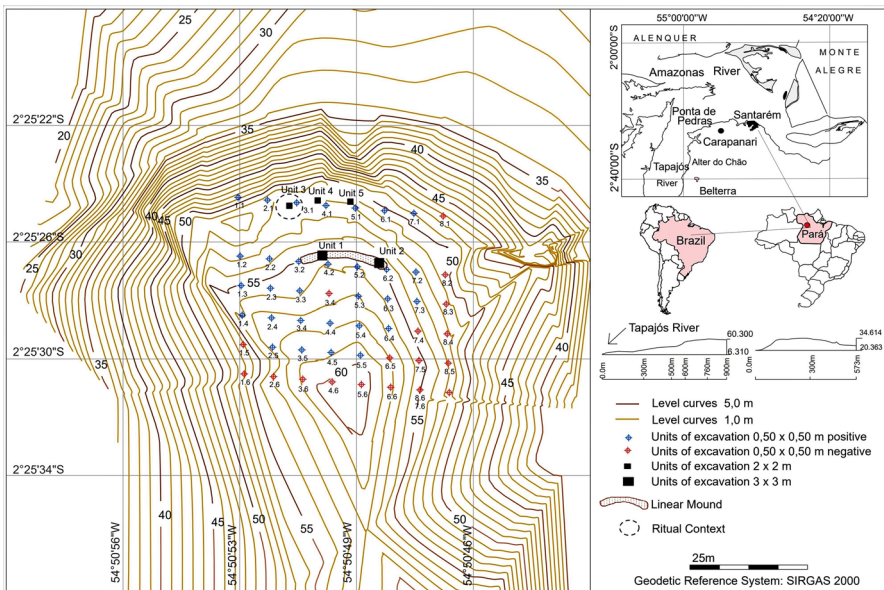 25
30
20
35
40
35
2°25'22"S
2°25'26"S
2°25'30"S
2°25'34"S
Unit 3
Unit 4
Unit 5
1.1
2.1
3.1
4.1
5.1
6.1
7.1
8.1
40
45
50
25
30
35
Unit 1
Unit 2
50
55
1.2
2.2
3.2
4.2
5.2
6.2
7.2
8.2
1.3
2.3
3.3
3.4
5.3
6.3
7.3
8.3
1.4
2.4
3.4
4.4
5.4
6.4
7.4
8.4
1.5
2.5
3.5
4.5
5.5
6.5
7.5
8.5
60
1.6
2.6
3.6
4.6
5.6
6.6
8.6
7.6
55
45
40
40
45
50
55
50
54°50'56"W
54°50'53"W
54°50'49"W
54°50'46"W
55°00'00"W
54°20'00"W
2°00'00"S
2°40'00"S
ALENQUER
MONTE
ALEGRE
Amazonas River
Ponta de
Pedras
Santarém
Carapanari
Tapajós
River
Alter do Chão
Belterra
Brazil
Pará
Tapajós River
60.300
6.310
34.614
20.363
0.0m
300m
573m
Level curves 5,0 m
Level curves 1,0 m
Units of excavation 0,50 x 0,50 m positive
Units of excavation 0,50 x 0,50 m negative
Units of excavation 2 x 2 m
Units of excavation 3 x 3 m
Linear Mound
Ritual Context
25m
Geodetic Reference System: SIRGAS 2000